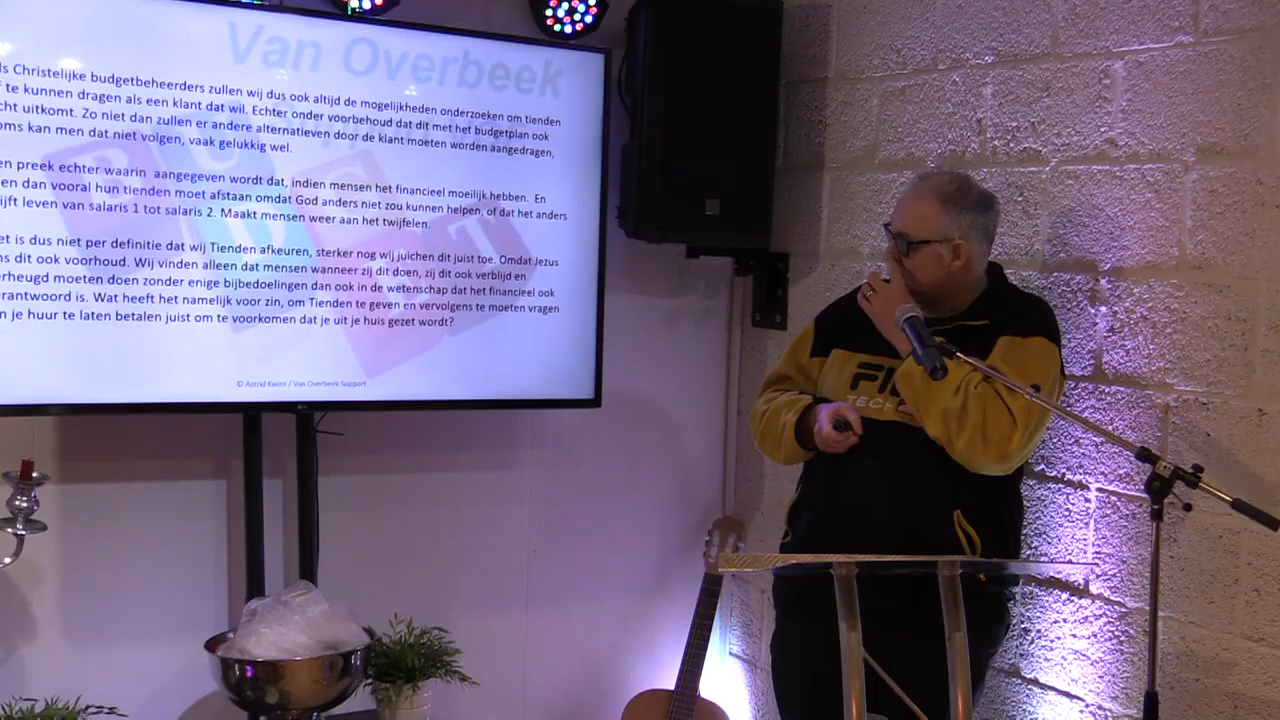 Van Overbeek
ls Christelijke budgetbeheerders zullen wij dus ook altijd de mogelijkheden onderzoeken om tienden
f te kunnen dragen als een klant dat wil. Echter onder voorbehoud dat dit met het budgetplan ook
cht uitkomt. Zo niet dan zullen er andere alternatieven door de klant moeten worden aangedragen,
oms kan men dat niet volgen, vaak gelukkig wel.
en preek echter waarin aangegeven wordt dat, indien mensen het financieel moeilijk hebben. En
en dan vooral hun tienden moet afstaan omdat God anders niet zou kunnen helpen, of dat het anders
ijft leven van salaris 1 tot salaris 2. Maakt mensen weer aan het twijfelen.
et is dus niet per definitie dat wij Tienden afkeuren, sterker nog wij juichen dit juist toe. Omdat Jezus
ns dit ook voorhoud. Wij vinden alleen dat mensen wanneer zij dit doen, zij dit ook verblijd en
erheugd moeten doen zonder enige bijbedoelingen dan ook in de wetenschap dat het financieel ook
erantwoord is. Wat heeft het namelijk voor zin, om Tienden te geven en vervolgens te moeten vragen
n je huur te laten betalen juist om te voorkomen dat je uit je huis gezet wordt?
© Astrid Kwint / Van Overbeek Support
FI
TECH